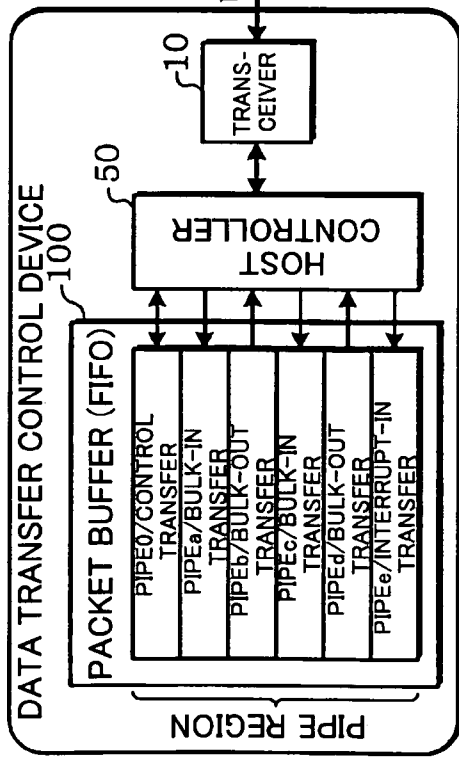 DATA TRANSFER CONTROL DEVICE
100
PACKET BUFFER (FIFO)
PIPE0/CONTROL
TRANSFER
PIPEa/BULK-IN
TRANSFER
PIPEb/BULK-OUT
TRANSFER
PIPEc/BULK-IN
TRANSFER
PIPEd/BULK-OUT
TRANSFER
PIPEe/INTERRUPT-IN
TRANSFER
PIPE REGION
50
HOST
CONTROLLER
10
TRANS-
CEIVER